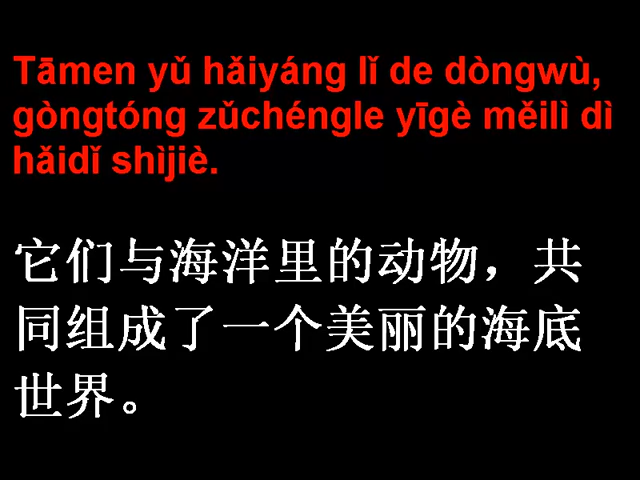 Tāmen yǔ hǎiyáng lǐ de dòngwù,
gòngtóng zǔchéngle yīgè měilì dì
hǎidǐ shìjiè.
它们与海洋里的动物，共
同组成了一个美丽的海底
世界。